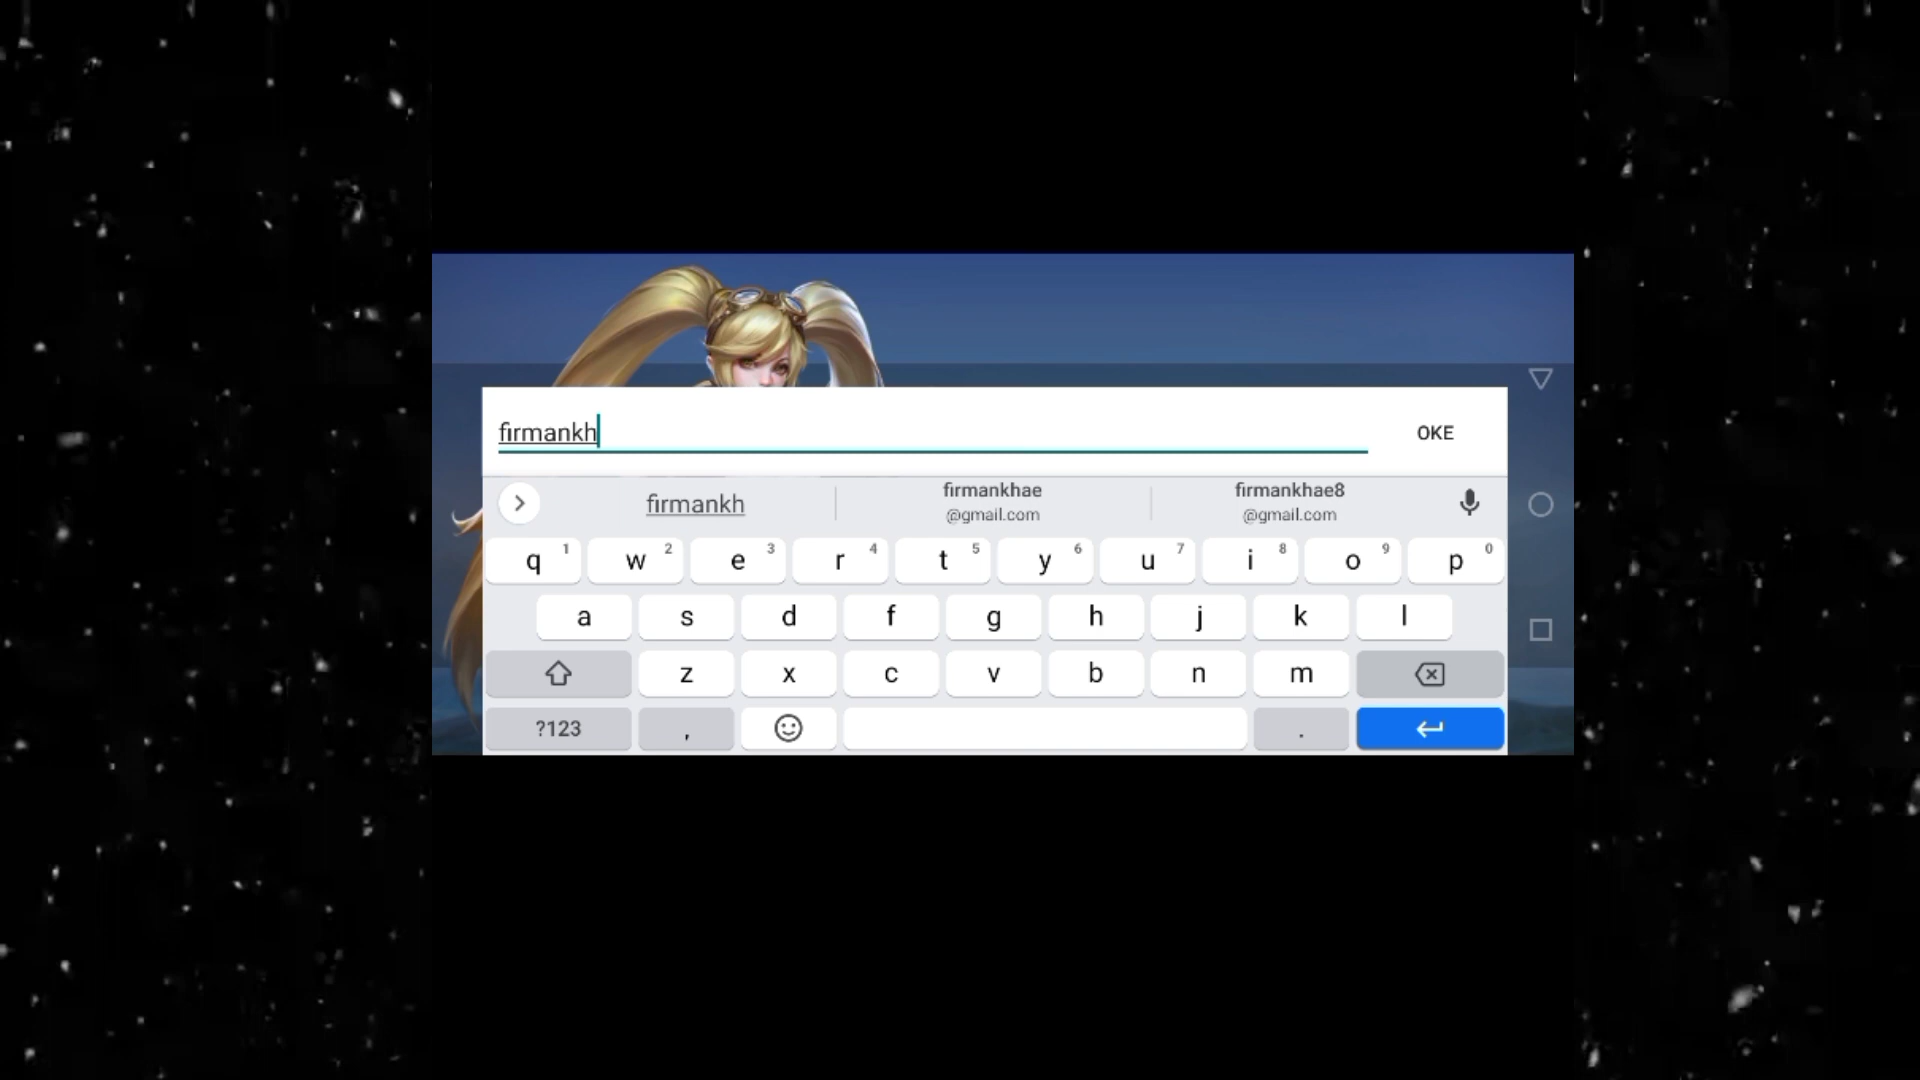 firmankh
OKE
firmankh
firmankhae
@gmail.com
firmankhae8
@gmail.com
q 1 w 2 e 3 r 4 t 5 y 6 u 7 i 8 o 9 p 0
a s d f g h j k l
z x c v b n m
?123 , .